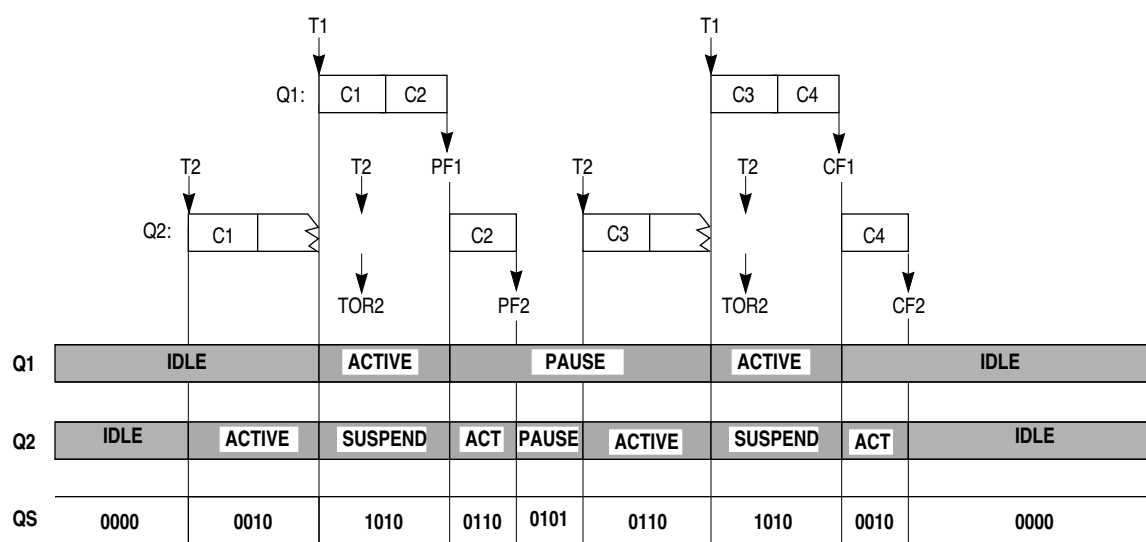 T1 T1
Q1: C1 C2 C3 C4
T2 T2 PF1 T2 T2 CF1
Q2: C1 C2 C3 C4
TOR2 PF2 TOR2 CF2
Q1 IDLE ACTIVE PAUSE ACTIVE IDLE
Q2 IDLE ACTIVE SUSPEND ACT PAUSE ACTIVE SUSPEND ACT IDLE
QS 0000 0010 1010 0110 0101 0110 1010 0010 0000